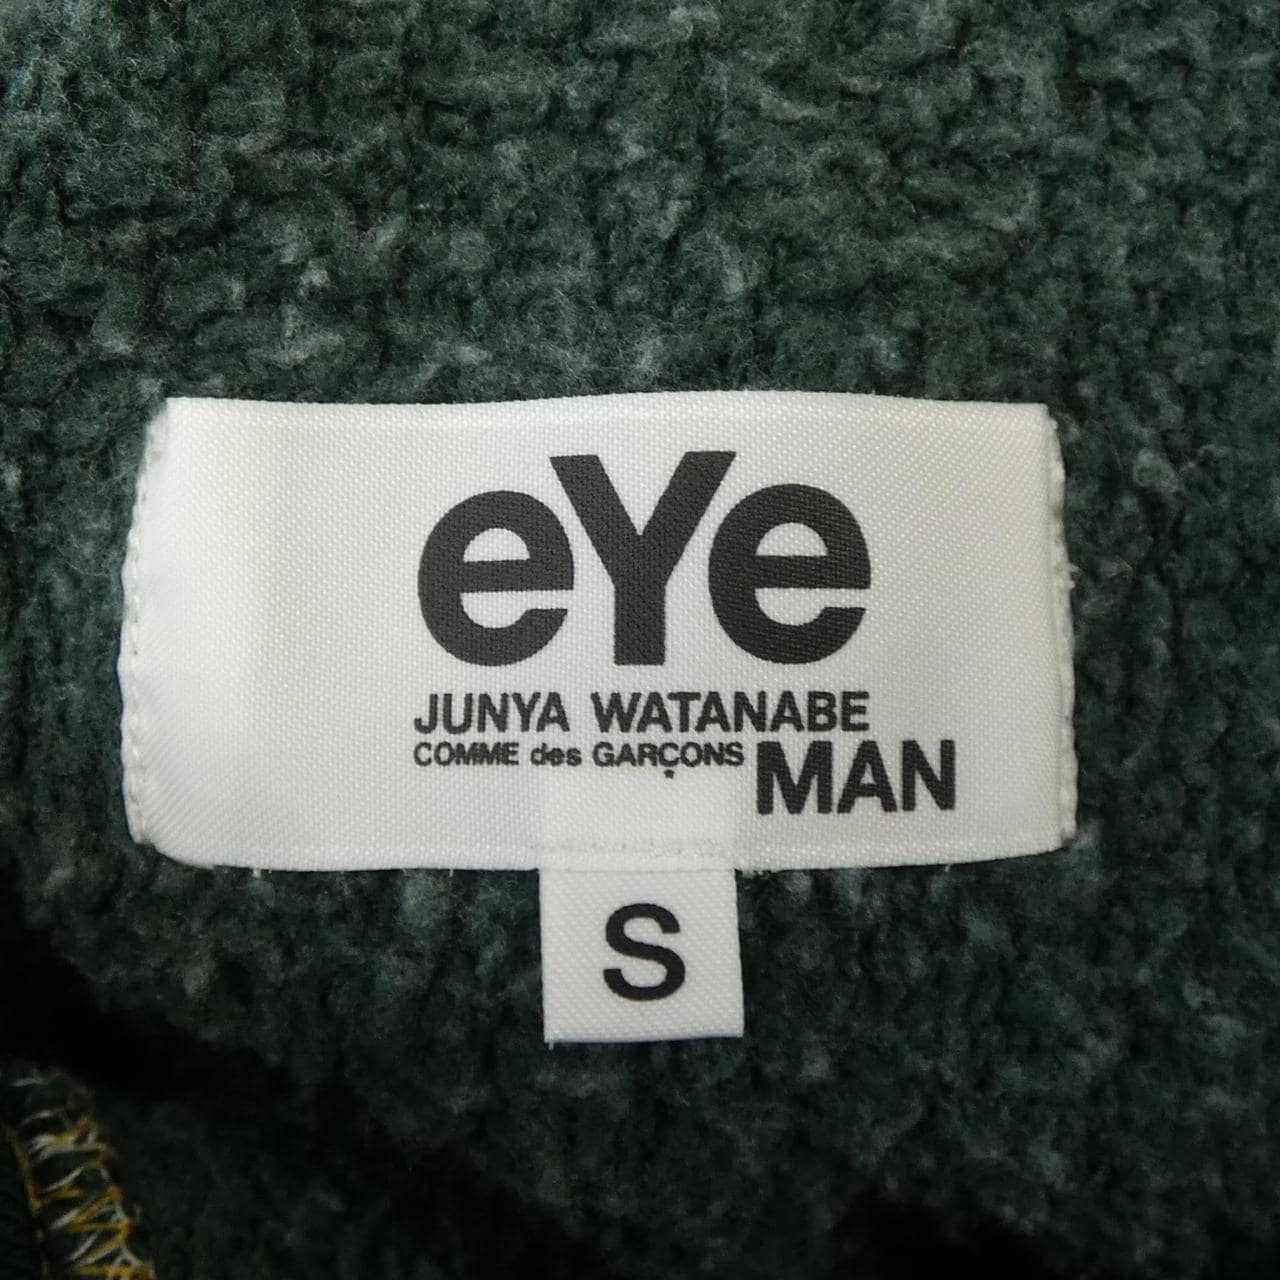 eYe
JUNYA WATANABE
COMME des GARÇONS MAN
S